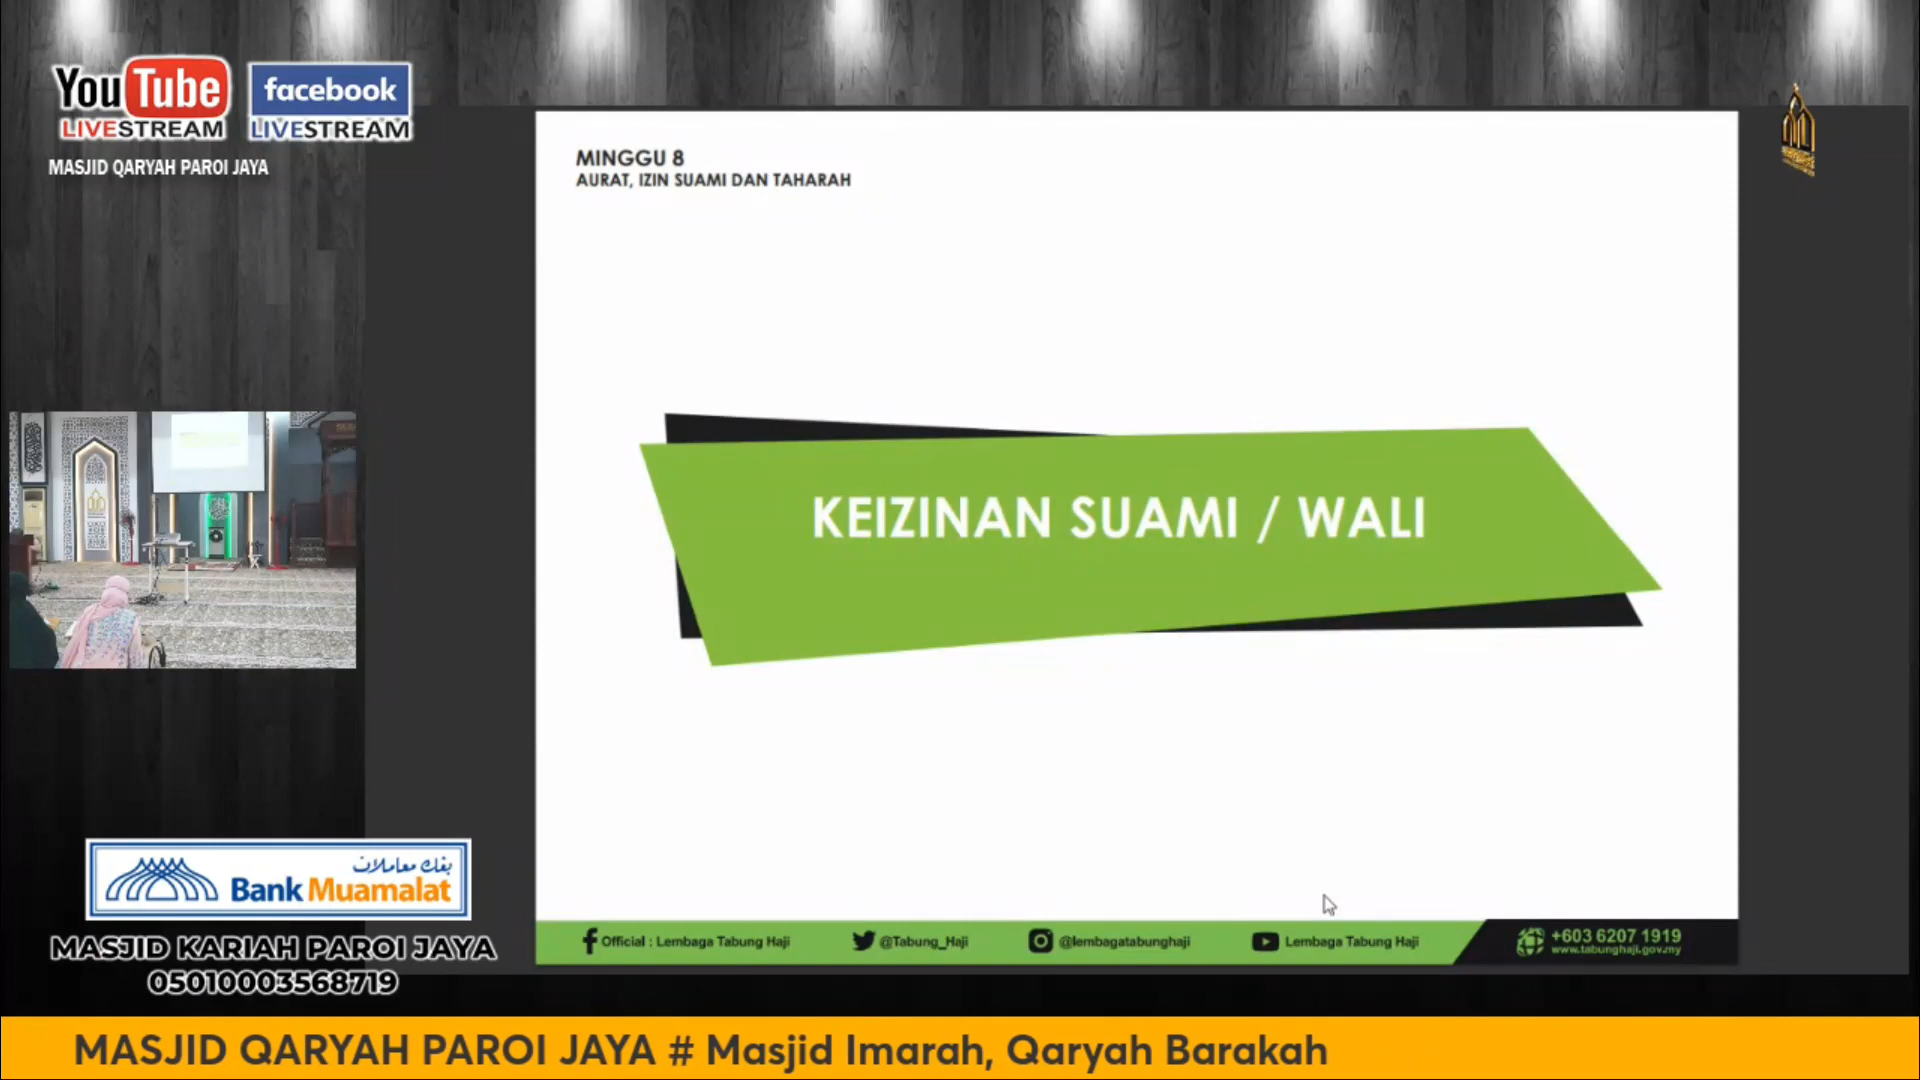 YouTube
LIVESTREAM
facebook
LIVESTREAM
MASJID QARYAH PAROI JAYA
MINGGU 8
AURAT, IZIN SUAMI DAN TAHARAH
KEIZINAN SUAMI / WALI
Official : Lembaga Tabung Haji
@Tabung_Haji
@lembagatabunghaji
Lembaga Tabung Haji
+603 6207 1919
www.tabunghaji.gov.my
بنك معاملات
Bank Muamalat
MASJID KARIAH PAROI JAYA
05010003568719
MASJID QARYAH PAROI JAYA # Masjid Imarah, Qaryah Barakah